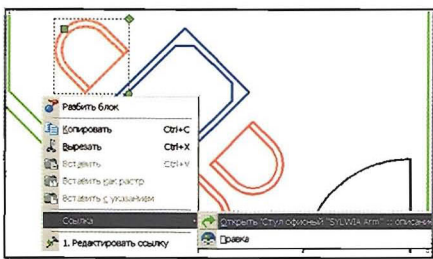 Разбить блок
Копировать Ctrl+C
Вырезать Ctrl+X
Вставить Ctrl+V
Вставить как растр
Вставить с указанием
Ссылка
Открыть "Стул офисный "SYLWIA Arm" :: описание
1. Редактировать ссылку
Правка